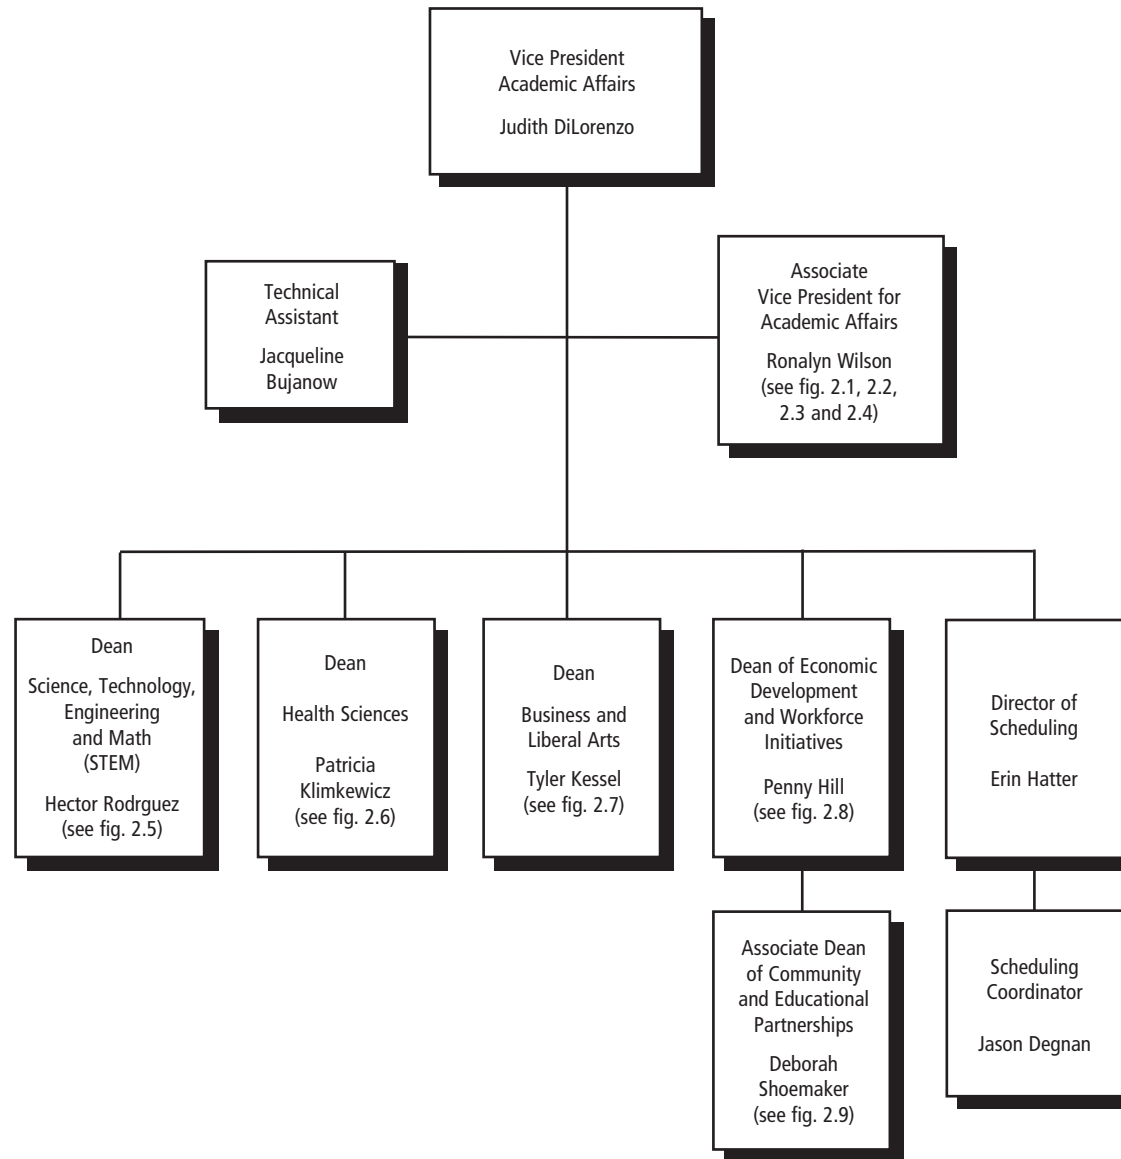 Vice President
Academic Affairs
Judith DiLorenzo
Technical
Assistant
Jacqueline
Bujanow
Associate
Vice President for
Academic Affairs
Ronalyn Wilson
(see fig. 2.1, 2.2,
2.3 and 2.4)
Dean
Science, Technology,
Engineering
and Math
(STEM)
Hector Rodrguez
(see fig. 2.5)
Dean
Health Sciences
Patricia
Klimkewicz
(see fig. 2.6)
Dean
Business and
Liberal Arts
Tyler Kessel
(see fig. 2.7)
Dean of Economic
Development
and Workforce
Initiatives
Penny Hill
(see fig. 2.8)
Director of
Scheduling
Erin Hatter
Associate Dean
of Community
and Educational
Partnerships
Deborah
Shoemaker
(see fig. 2.9)
Scheduling
Coordinator
Jason Degnan